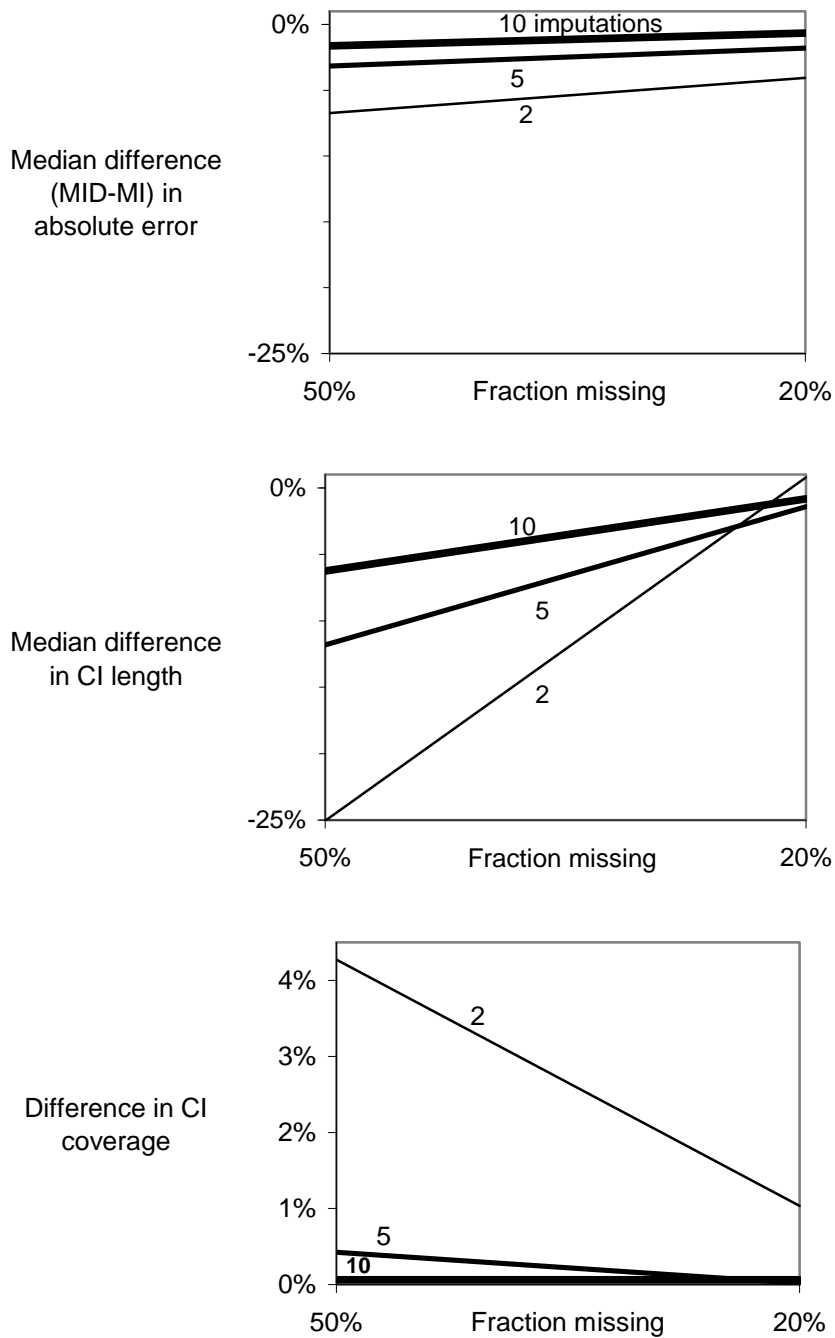 0%
10 imputations
5
2
Median difference
(MID-MI) in
absolute error
-25%
50%
Fraction missing
20%
0%
10
5
2
Median difference
in CI length
-25%
50%
Fraction missing
20%
4%
2
3%
2%
Difference in CI
coverage
1%
5
10
0%
50%
Fraction missing
20%